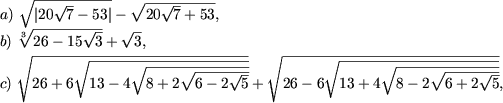 a) √(|20√7 − 53|) − √(20√7 + 53),
b) ∛(26 − 15√3) + √3,
c) √(26 + 6√(13 − 4√(8 + 2√(6 − 2√5)))) + √(26 − 6√(13 + 4√(8 − 2√(6 + 2√5)))),